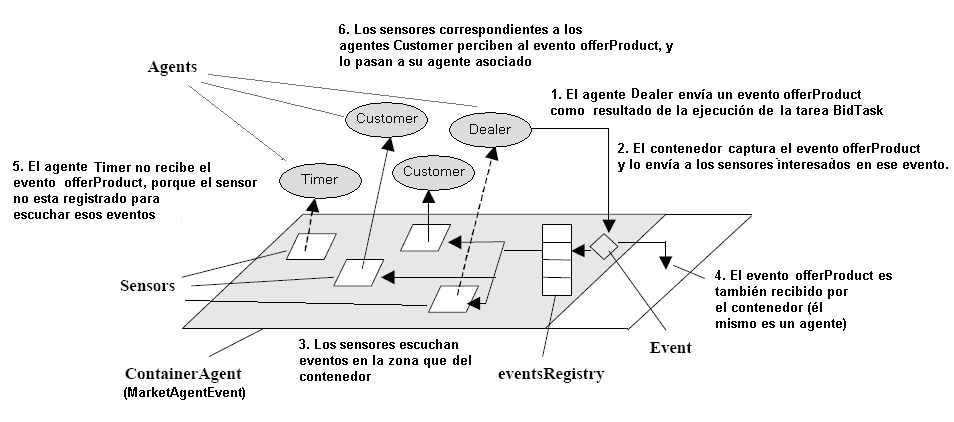 6. Los sensores correspondientes a los
agentes Customer perciben al evento offerProduct, y
lo pasan a su agente asociado
Agents
1. El agente Dealer envía un evento offerProduct
como resultado de la ejecución de la tarea BidTask
Customer
Dealer
2. El contenedor captura el evento offerProduct
y lo envía a los sensores interesados en ese evento.
5. El agente Timer no recibe el
evento offerProduct, porque el sensor
no esta registrado para
escuchar esos eventos
Timer
Customer
Sensors
4. El evento offerProduct es
también recibido por
el contenedor (él
mismo es un agente)
3. Los sensores escuchan
eventos en la zona que del
contenedor
Event
ContainerAgent
(MarketAgentEvent)
eventsRegistry